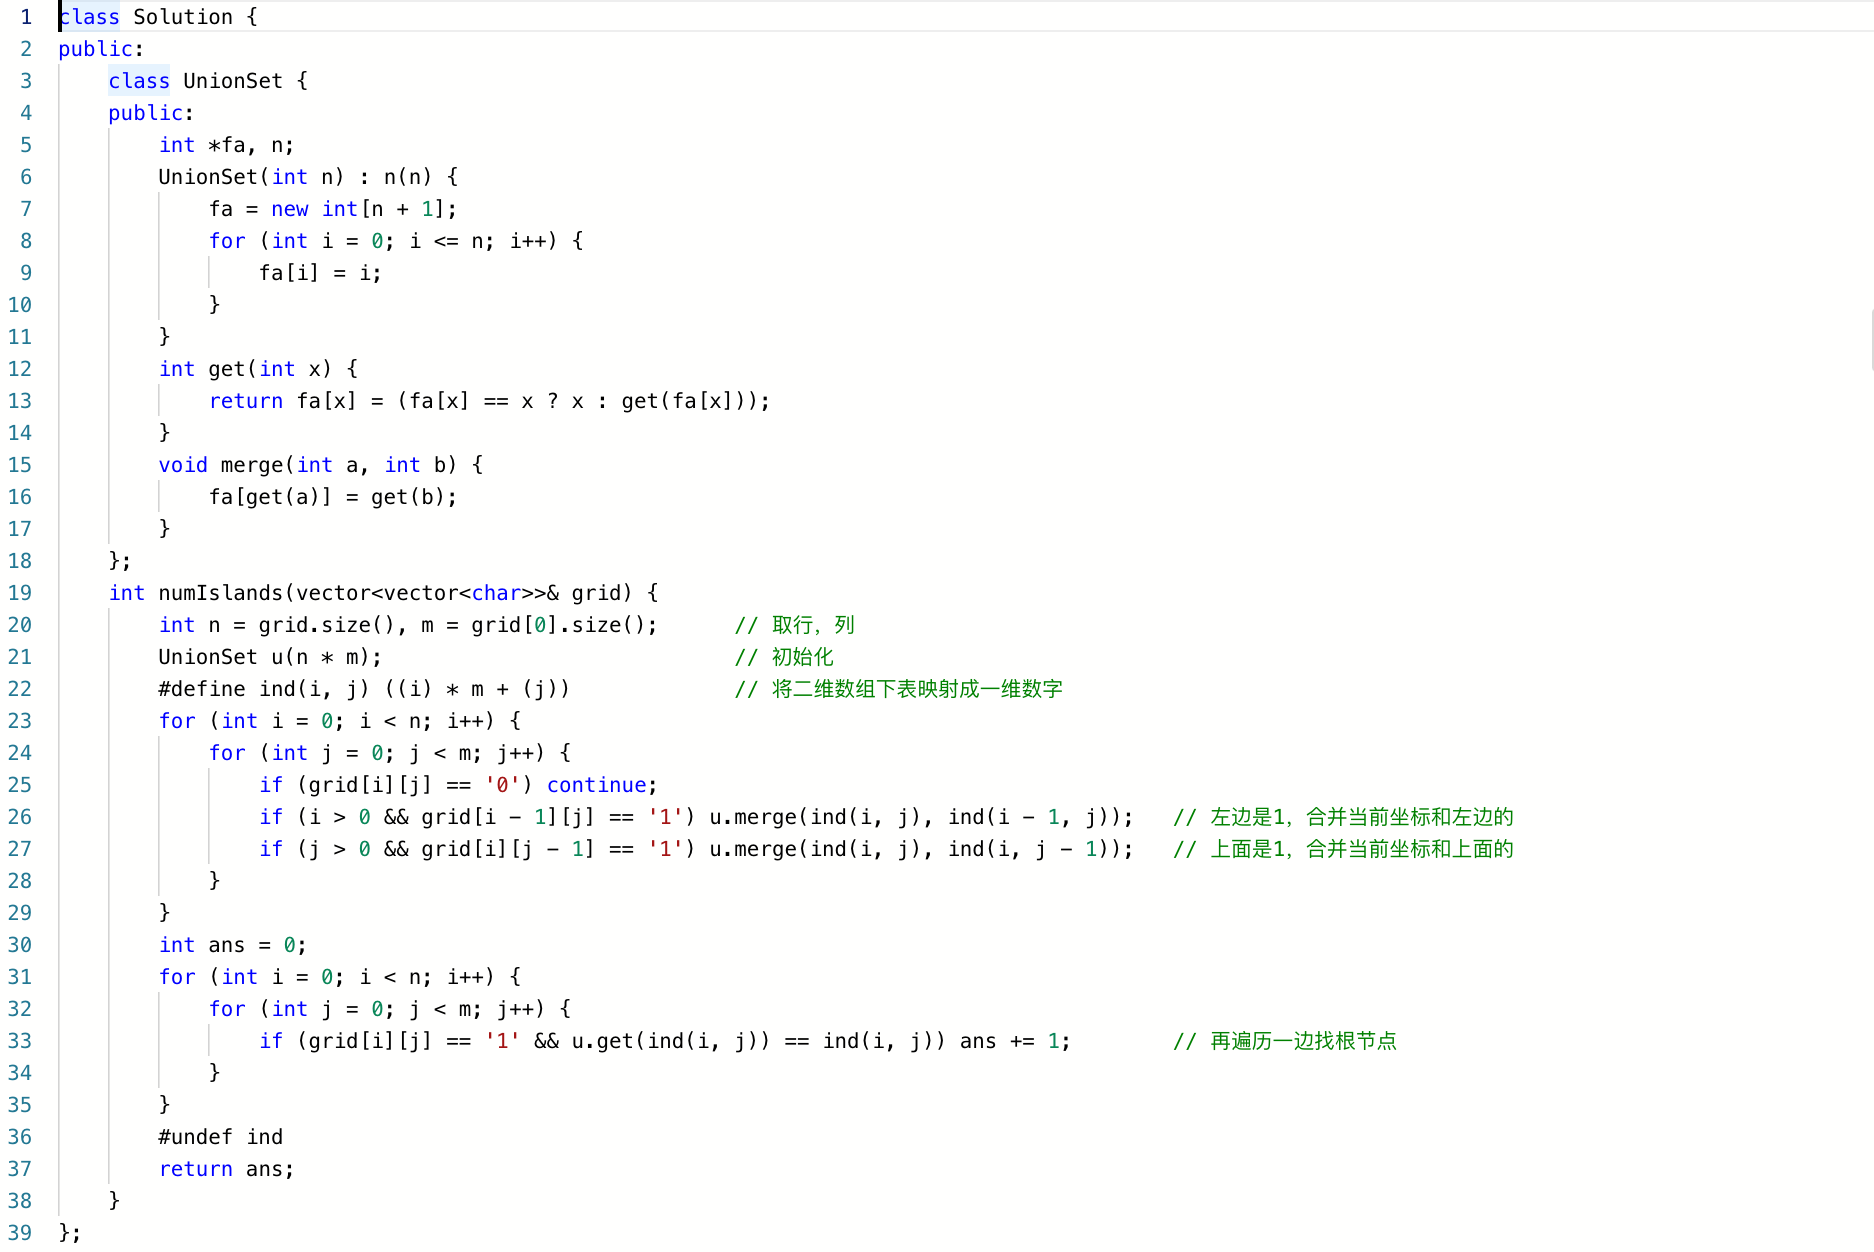 1 class Solution {
2 public:
3     class UnionSet {
4     public:
5         int *fa, n;
6         UnionSet(int n) : n(n) {
7             fa = new int[n + 1];
8             for (int i = 0; i <= n; i++) {
9                 fa[i] = i;
10             }
11         }
12         int get(int x) {
13             return fa[x] = (fa[x] == x ? x : get(fa[x]));
14         }
15         void merge(int a, int b) {
16             fa[get(a)] = get(b);
17         }
18     };
19     int numIslands(vector<vector<char>>& grid) {
20         int n = grid.size(), m = grid[0].size();      // 取行，列
21         UnionSet u(n * m);                            // 初始化
22         #define ind(i, j) ((i) * m + (j))             // 将二维数组下表映射成一维数字
23         for (int i = 0; i < n; i++) {
24             for (int j = 0; j < m; j++) {
25                 if (grid[i][j] == '0') continue;
26                 if (i > 0 && grid[i - 1][j] == '1') u.merge(ind(i, j), ind(i - 1, j));   // 左边是1，合并当前坐标和左边的
27                 if (j > 0 && grid[i][j - 1] == '1') u.merge(ind(i, j), ind(i, j - 1));   // 上面是1，合并当前坐标和上面的
28             }
29         }
30         int ans = 0;
31         for (int i = 0; i < n; i++) {
32             for (int j = 0; j < m; j++) {
33                 if (grid[i][j] == '1' && u.get(ind(i, j)) == ind(i, j)) ans += 1;        // 再遍历一边找根节点
34             }
35         }
36         #undef ind
37         return ans;
38     }
39 };